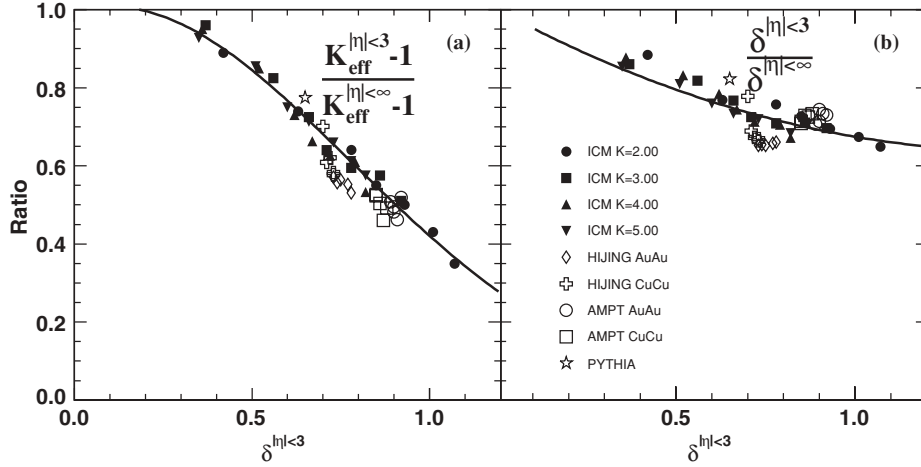 1.0
0.8
0.6
0.4
0.2
0.0
Ratio
K_eff^|η|<3 -1
K_eff^|η|<∞ -1
(a)
0.0 0.5 1.0
δ^|η|<3
δ^|η|<3
δ^|η|<∞
(b)
ICM K=2.00
ICM K=3.00
ICM K=4.00
ICM K=5.00
HIJING AuAu
HIJING CuCu
AMPT AuAu
AMPT CuCu
PYTHIA
0.5 1.0
δ^|η|<3